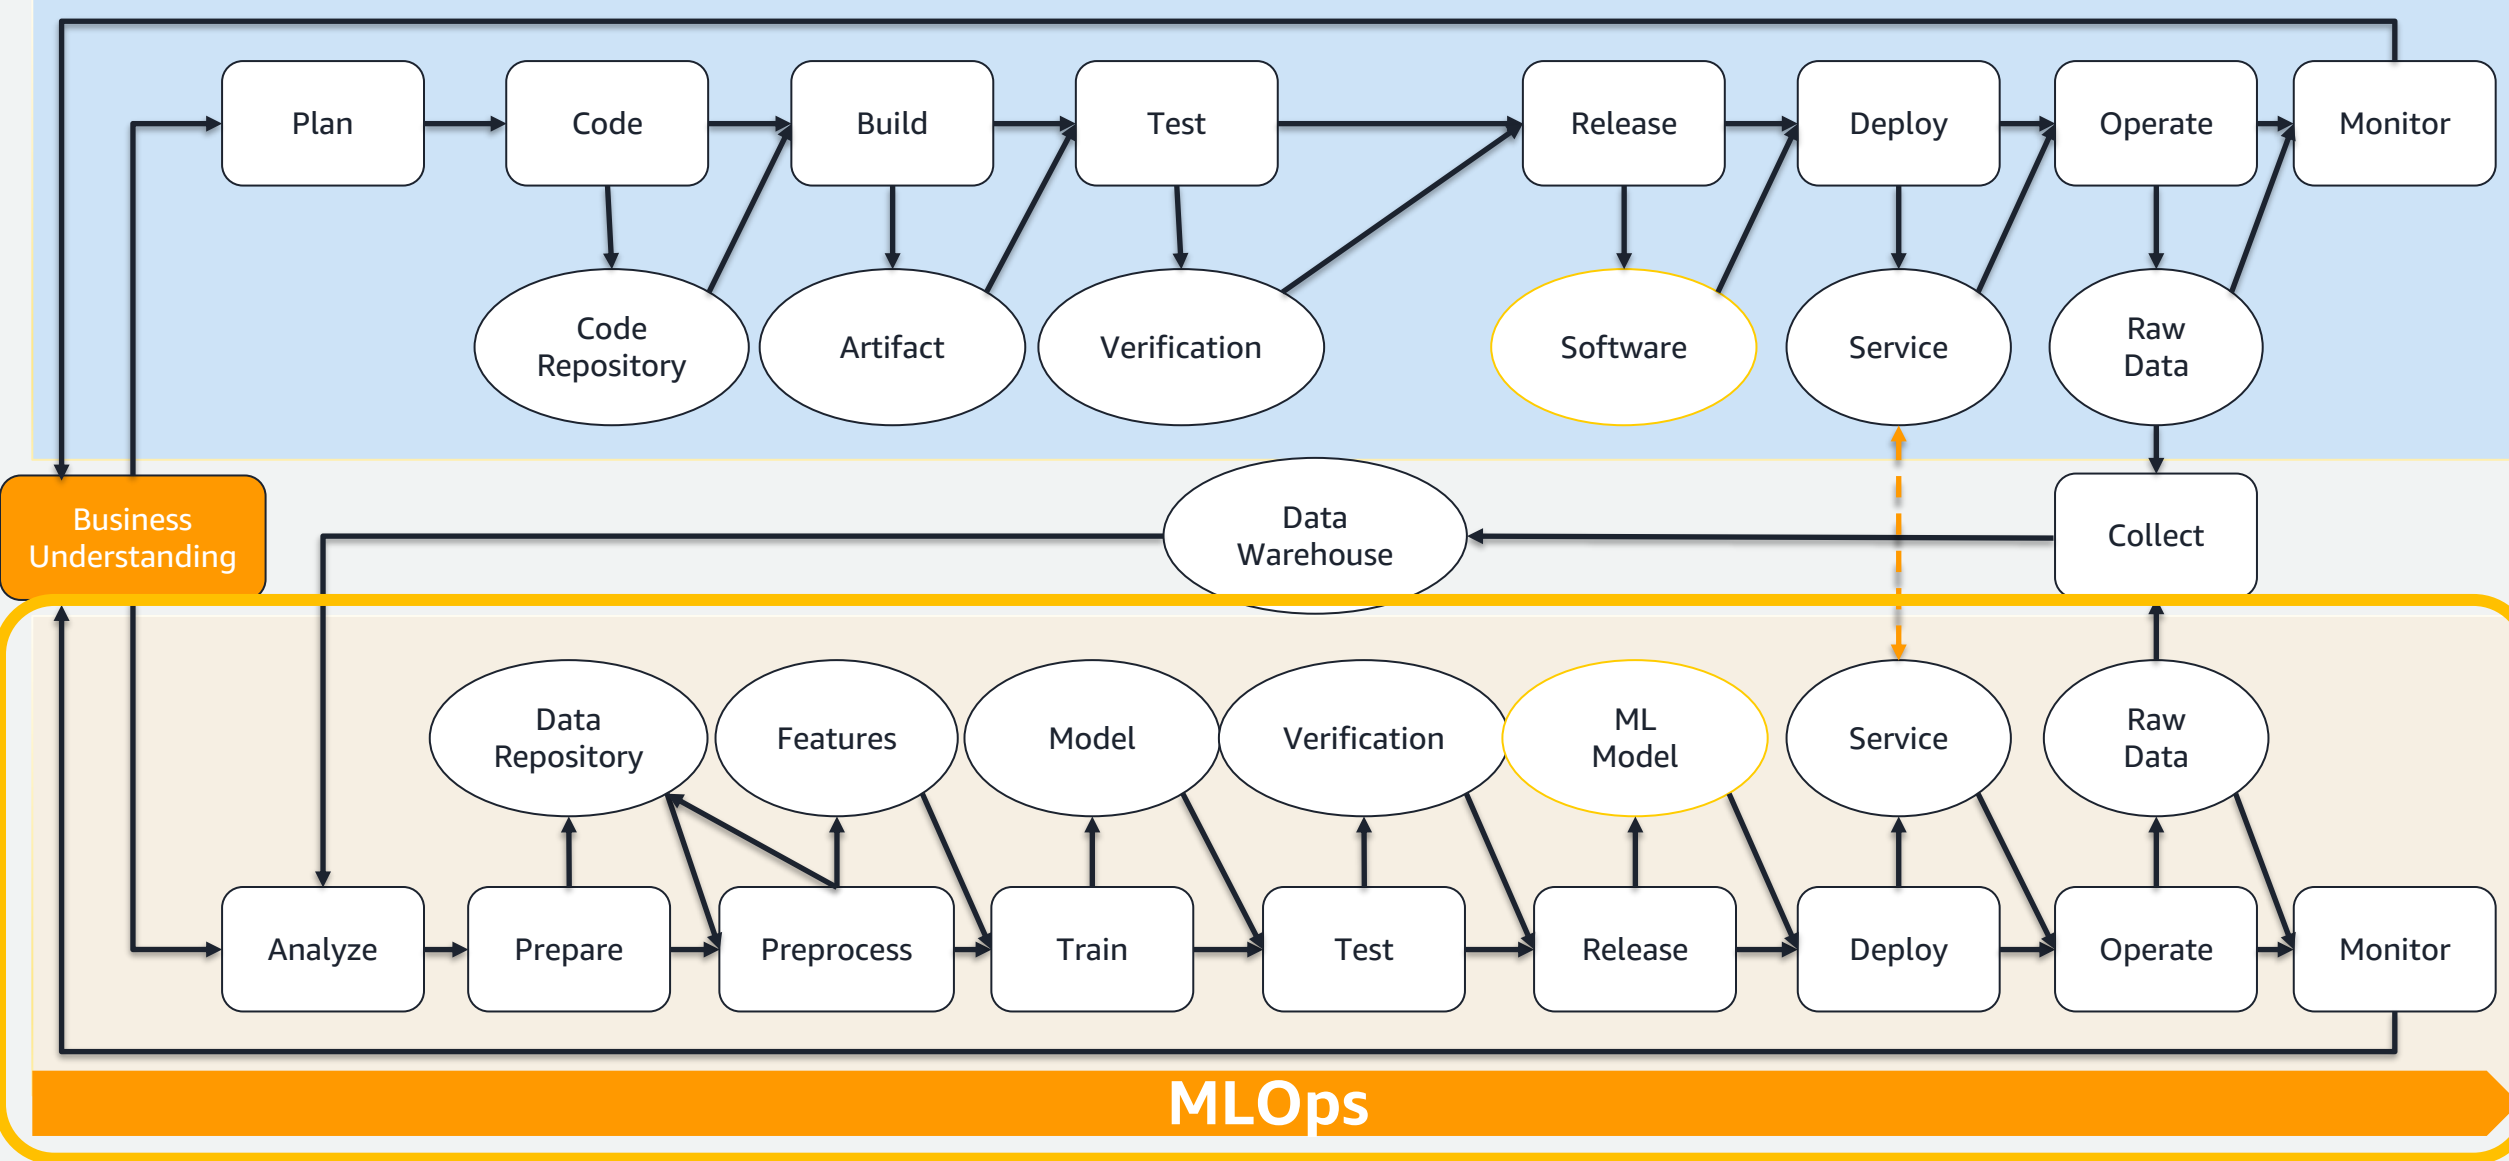 Plan
Code
Build
Test
Release
Deploy
Operate
Monitor
Code
Repository
Artifact
Verification
Software
Service
Raw
Data
Business
Understanding
Data
Warehouse
Collect
Data
Repository
Features
Model
Verification
ML
Model
Service
Raw
Data
Analyze
Prepare
Preprocess
Train
Test
Release
Deploy
Operate
Monitor
MLOps